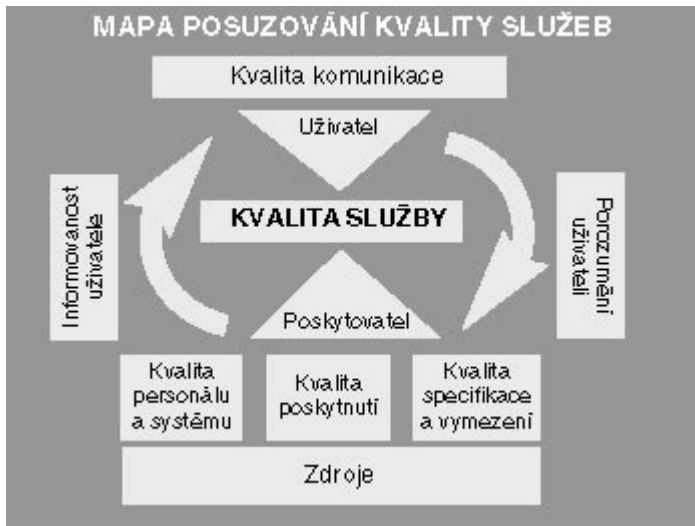 MAPA POSUZOVÁNÍ KVALITY SLUŽEB
Kvalita komunikace
Uživatel
Informovanost
uživatele
KVALITA SLUŽBY
Porozumění
uživateli
Poskytovatel
Kvalita
personálu
a systému
Kvalita
poskytnutí
Kvalita
specifikace
a vymezení
Zdroje